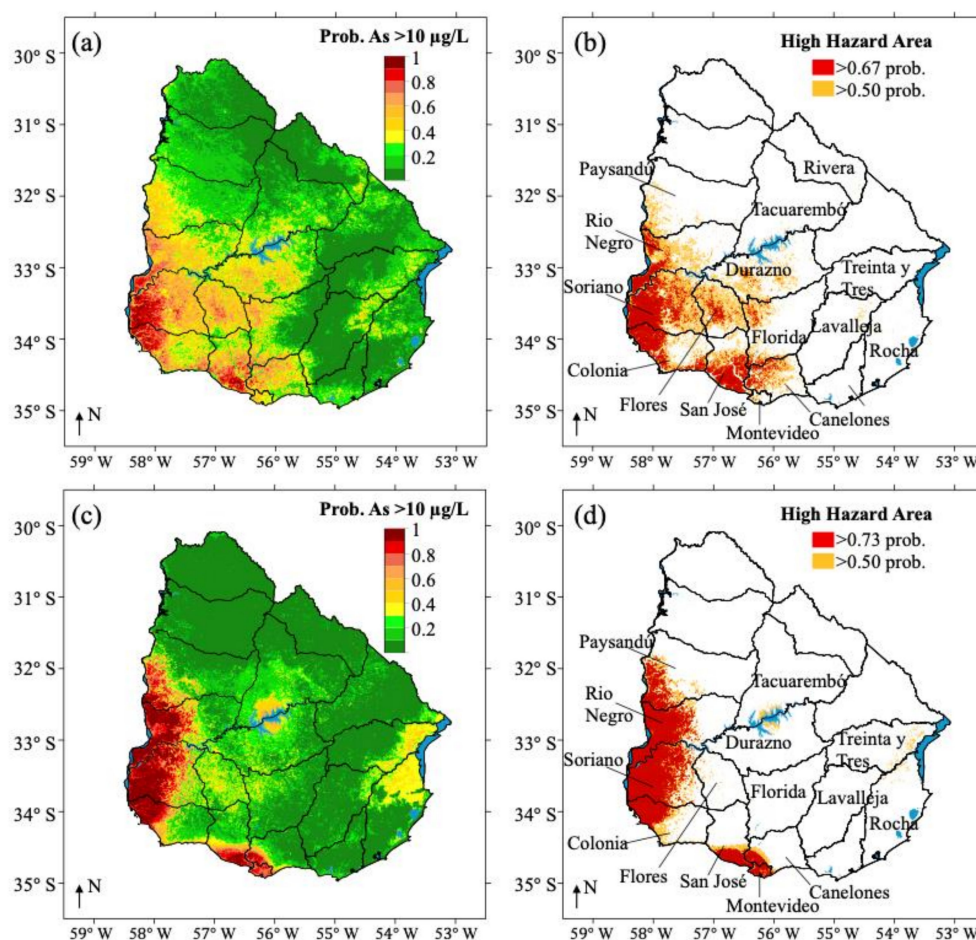 (a)
Prob. As >10 µg/L
1
0.8
0.6
0.4
0.2
30° S
31° S
32° S
33° S
34° S
35° S
N
59° W 58° W 57° W 56° W 55° W 54° W 53° W
(b)
High Hazard Area
>0.67 prob.
>0.50 prob.
30° S
31° S
32° S
33° S
34° S
35° S
Paysandú
Rivera
Tacuarembó
Rio
Negro
Durazno
Treinta y
Tres
Soriano
Florida
Lavalleja
Rocha
Colonia
Flores
San José
Canelones
Montevideo
N
59° W 58° W 57° W 56° W 55° W 54° W 53° W
(c)
Prob. As >10 µg/L
1
0.8
0.6
0.4
0.2
30° S
31° S
32° S
33° S
34° S
35° S
N
59° W 58° W 57° W 56° W 55° W 54° W 53° W
(d)
High Hazard Area
>0.73 prob.
>0.50 prob.
30° S
31° S
32° S
33° S
34° S
35° S
Paysandú
Tacuarembó
Rio
Negro
Durazno
Treinta y
Tres
Soriano
Florida
Lavalleja
Rocha
Colonia
Flores
San José
Canelones
Montevideo
N
59° W 58° W 57° W 56° W 55° W 54° W 53° W